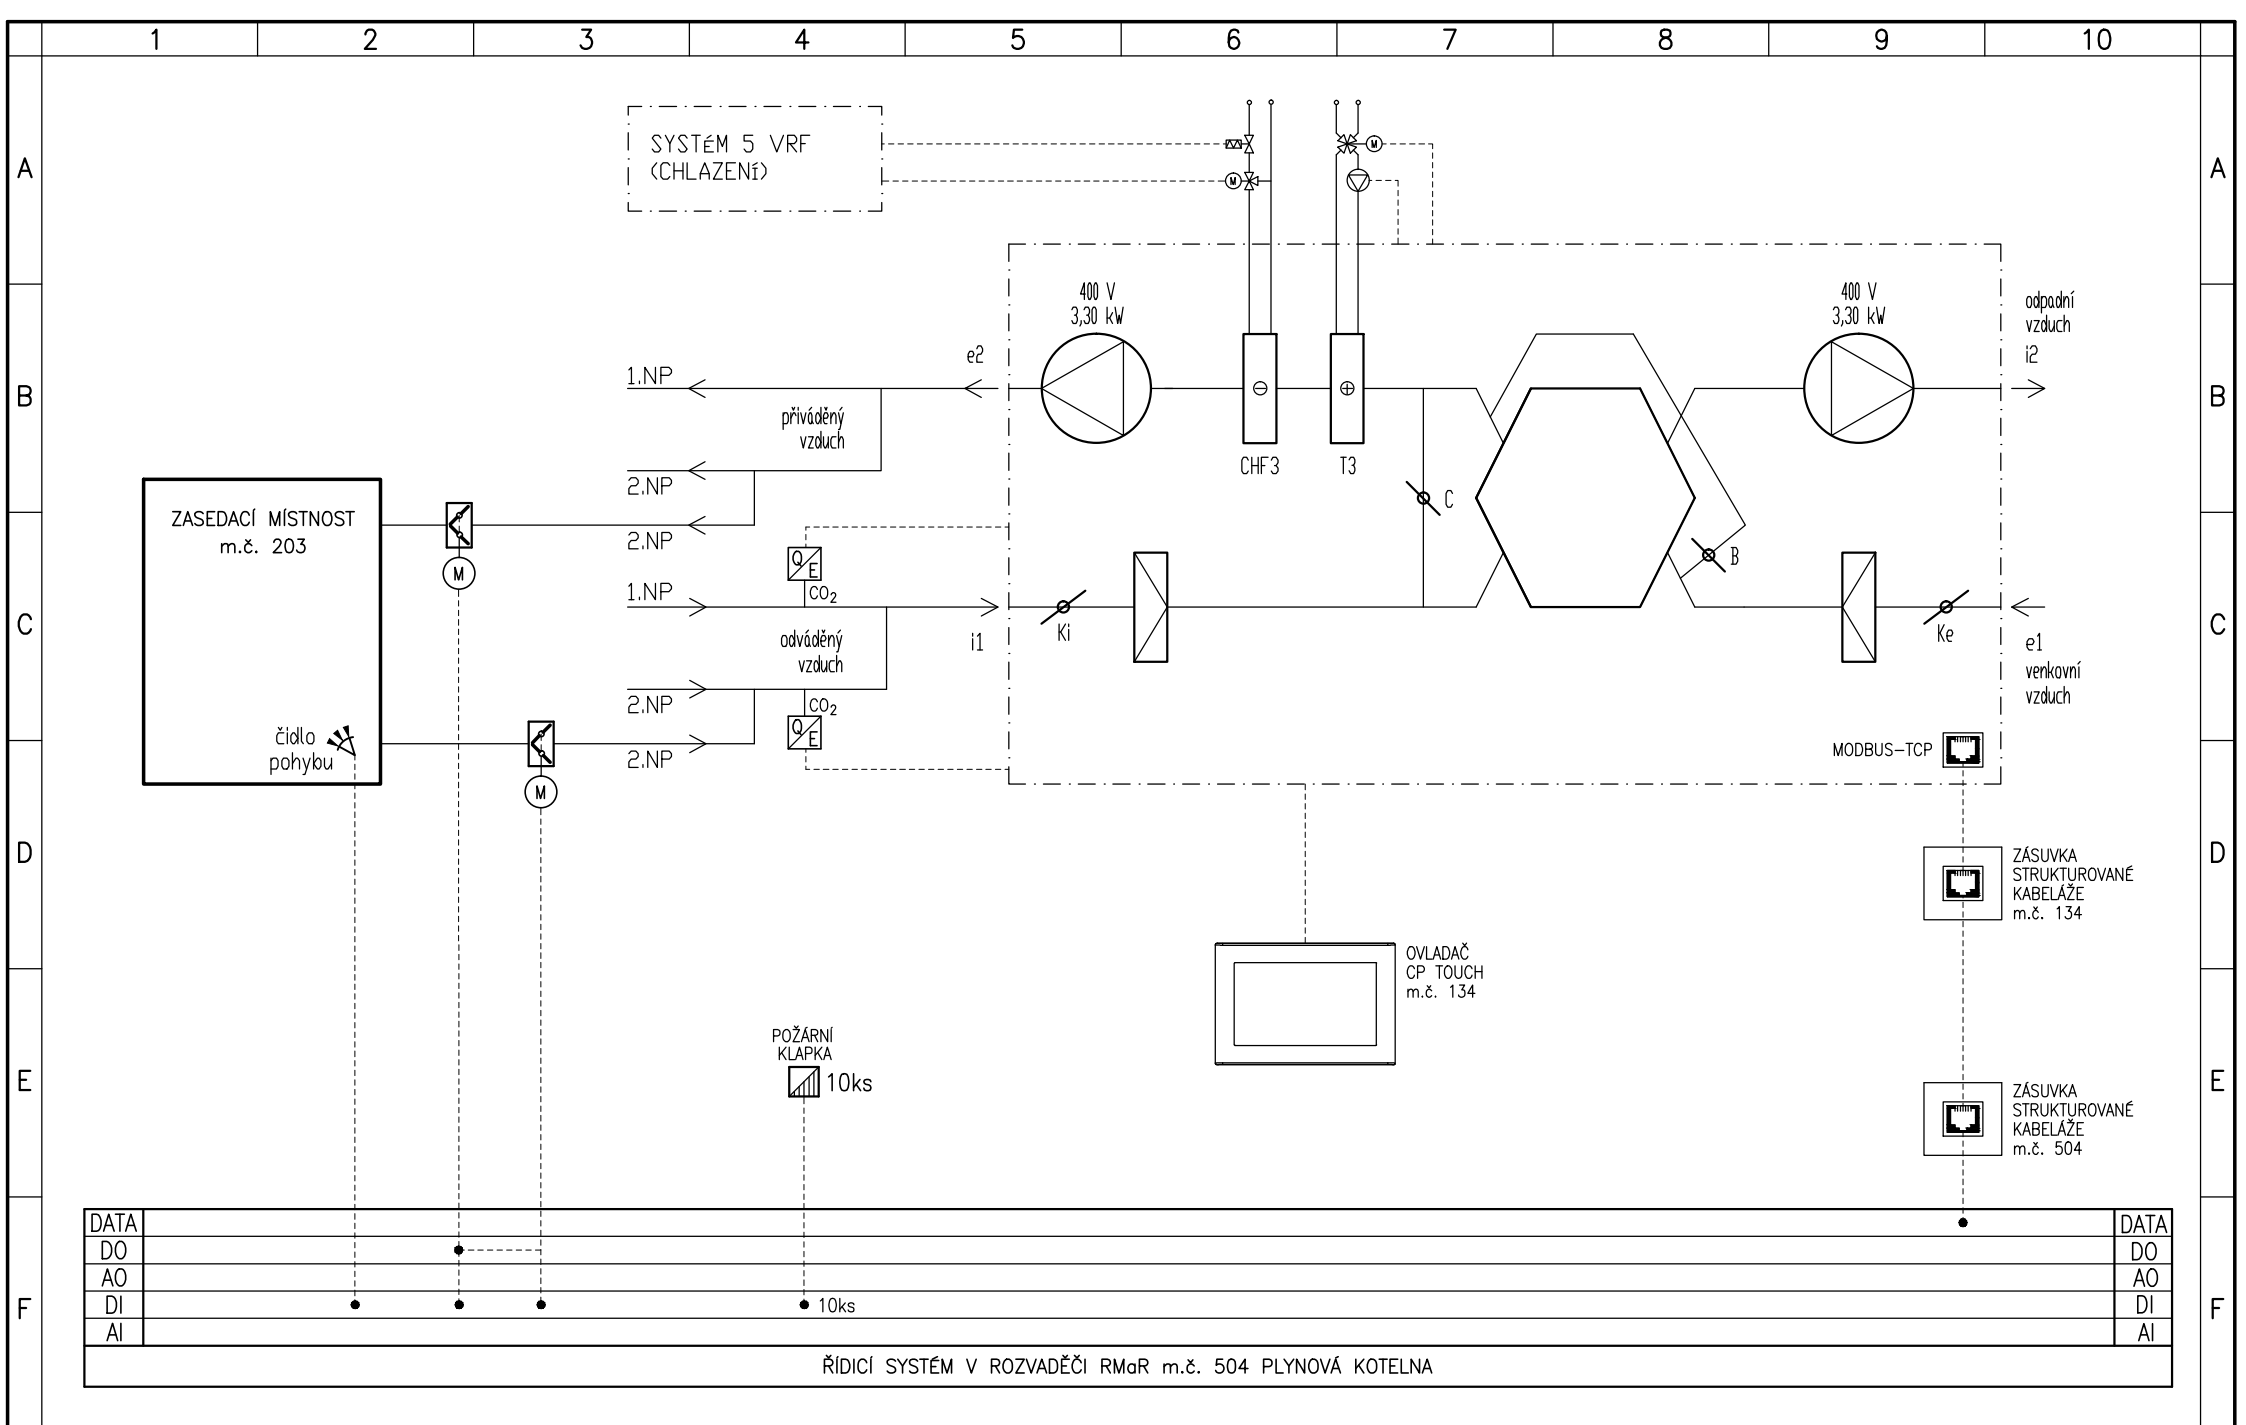 1 2 3 4 5 6 7 8 9 10
A
A
SYSTÉM 5 VRF
(CHLAZENÍ)
M
M
400 V
3,30 kW
400 V
3,30 kW
odpadní
vzduch
i2
e2
B
B
1.NP
přiváděný
vzduch
CHF3
T3
2.NP
C
ZASEDACÍ MÍSTNOST
m.č. 203
2.NP
M
Q
E
CO2
B
1.NP
C
C
Ki
Ke
odváděný
vzduch
i1
e1
venkovní
vzduch
2.NP
CO2
Q
E
čidlo
pohybu
2.NP
M
MODBUS-TCP
D
D
ZÁSUVKA
STRUKTUROVANÉ
KABELÁŽE
m.č. 134
OVLADAČ
CP TOUCH
m.č. 134
POŽÁRNÍ
KLAPKA
10ks
E
E
ZÁSUVKA
STRUKTUROVANÉ
KABELÁŽE
m.č. 504
DATA
DATA
DO
DO
AO
AO
F
DI
10ks
DI
F
AI
AI
ŘÍDICÍ SYSTÉM V ROZVADĚČI RMaR m.č. 504 PLYNOVÁ KOTELNA